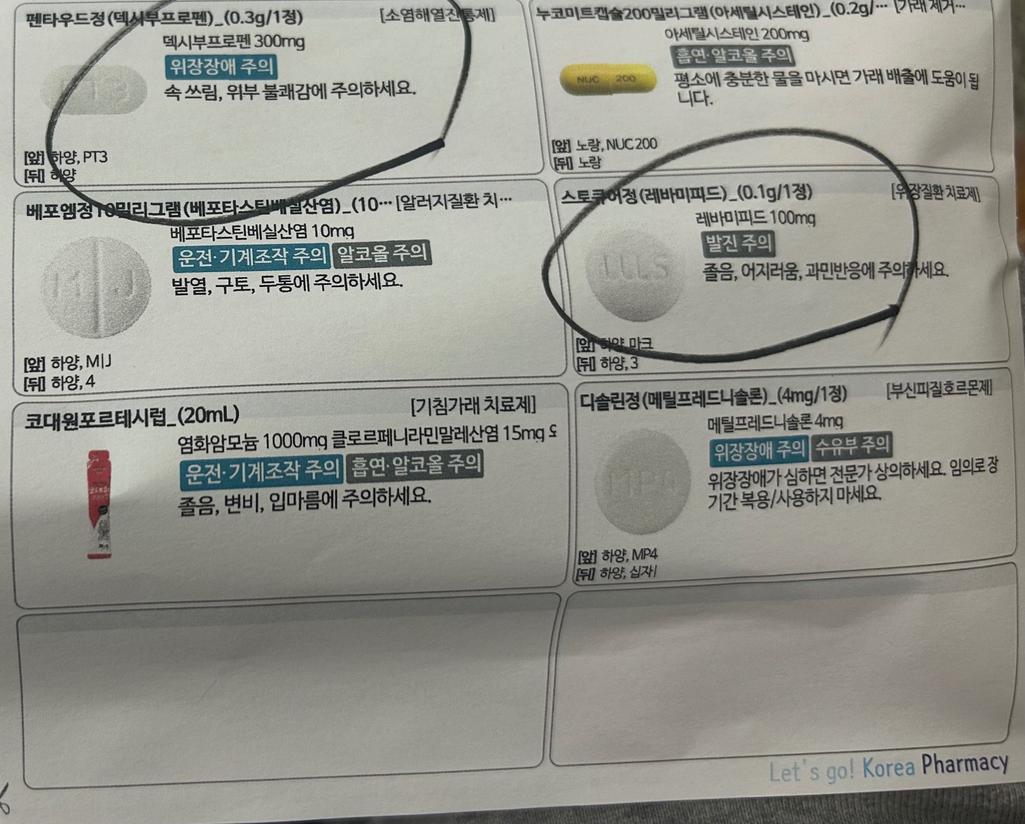 펜타우드정(덱시부프로펜)_(0.3g/1정) [소염해열진통제]
덱시부프로펜 300mg
위장장애 주의
속 쓰림, 위부 불쾌감에 주의하세요.
[앞] 하양, PT3
[뒤] 하양
누코미트캡슐200밀리그램(아세틸시스테인)_(0.2g/… [가래 제거…
아세틸시스테인 200mg
흡연·알코올 주의
NUC 200
평소에 충분한 물을 마시면 가래 배출에 도움이 됩
니다.
[앞] 노랑, NUC 200
[뒤] 노랑
베포엠정10밀리그램(베포타스틴베실산염)_(10… [알러지질환 치…
베포타스틴베실산염 10mg
운전·기계조작 주의 알코올 주의
M J
발열, 구토, 두통에 주의하세요.
[앞] 하양, M|J
[뒤] 하양, 4
스토큐어정(레바미피드)_(0.1g/1정) [위장질환 치료제]
레바미피드 100mg
발진 주의
졸음, 어지러움, 과민반응에 주의하세요.
[앞] 하양, 마크
[뒤] 하양, 3
코대원포르테시럽_(20mL) [기침가래 치료제]
염화암모늄 1000mg 클로르페니라민말레산염 15mg
운전·기계조작 주의 흡연·알코올 주의
졸음, 변비, 입마름에 주의하세요.
디솔린정(메틸프레드니솔론)_(4mg/1정) [부신피질호르몬제]
메틸프레드니솔론 4mg
위장장애 주의 수유부 주의
MP4
위장장애가 심하면 전문가 상의하세요. 임의로 장
기간 복용/사용하지 마세요.
[앞] 하양, MP4
[뒤] 하양, 십자
Let's go! Korea Pharmacy